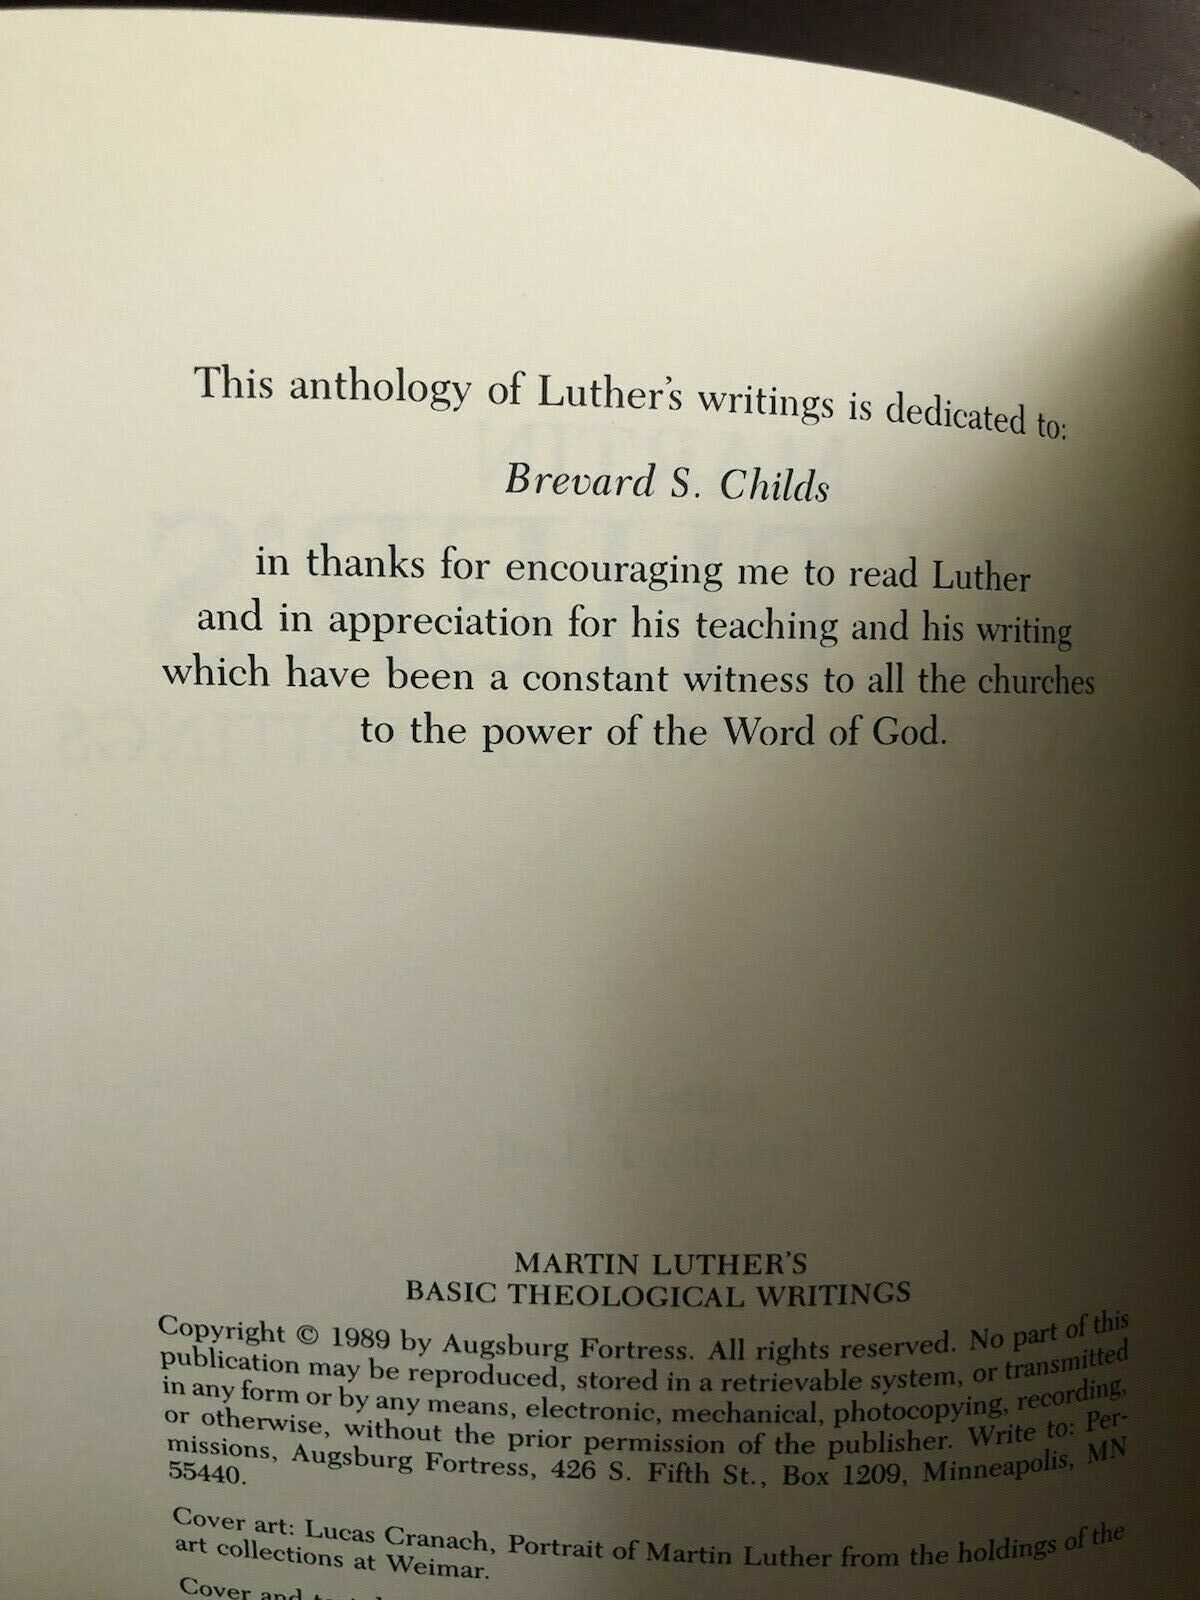 This anthology of Luther's writings is dedicated to:
Brevard S. Childs
in thanks for encouraging me to read Luther
and in appreciation for his teaching and his writing
which have been a constant witness to all the churches
to the power of the Word of God.
MARTIN LUTHER'S
BASIC THEOLOGICAL WRITINGS
Copyright © 1989 by Augsburg Fortress. All rights reserved. No part of this
publication may be reproduced, stored in a retrievable system, or transmitted
in any form or by any means, electronic, mechanical, photocopying, recording,
or otherwise, without the prior permission of the publisher. Write to: Per-
missions, Augsburg Fortress, 426 S. Fifth St., Box 1209, Minneapolis, MN
55440.
Cover art: Lucas Cranach, Portrait of Martin Luther from the holdings of the
art collections at Weimar.
Cover and